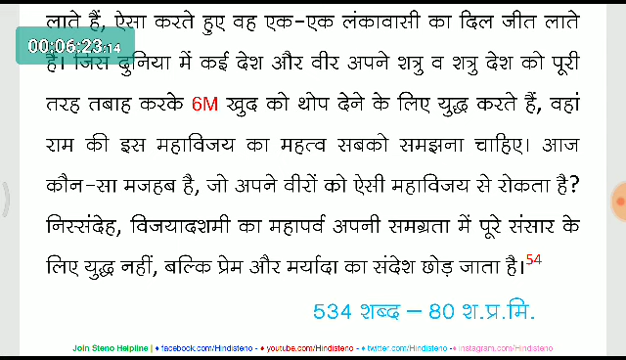 लाते हैं, ऐसा करते हुए वह एक-एक लंकावासी का दिल जीत लाते
00:06:23:14
हैं। जिस दुनिया में कई देश और वीर अपने शत्रु व शत्रु देश को पूरी
तरह तबाह करके 6M खुद को थोप देने के लिए युद्ध करते हैं, वहां
राम की इस महाविजय का महत्व सबको समझना चाहिए। आज
कौन-सा मजहब है, जो अपने वीरों को ऐसी महाविजय से रोकता है?
निस्संदेह, विजयादशमी का महापर्व अपनी समग्रता में पूरे संसार के
लिए युद्ध नहीं, बल्कि प्रेम और मर्यादा का संदेश छोड़ जाता है।54
534 शब्द – 80 श.प्र.मि.
Join Steno Helpline | ♦ facebook.com/Hindisteno - ♦ youtube.com/Hindisteno - ♦ twitter.com/Hindisteno - ♦ instagram.com/Hindisteno